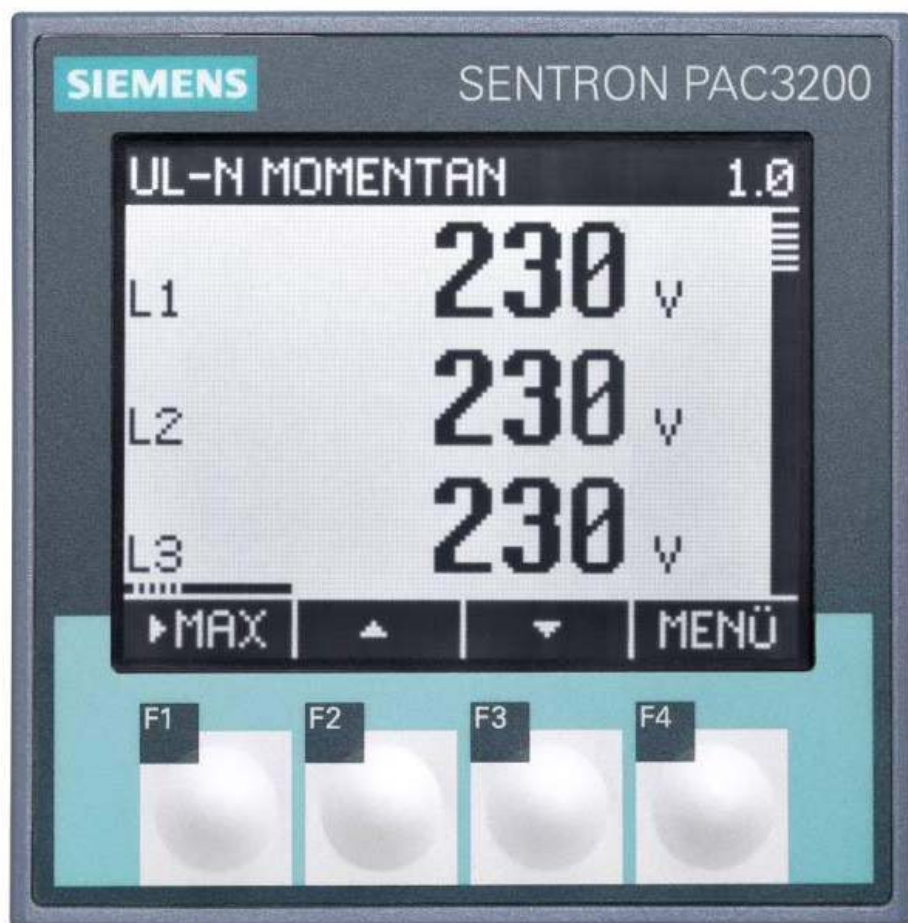 SIEMENS SENTRON PAC3200
UL-N MOMENTAN 1.0
L1 230 V
L2 230 V
L3 230 V
▸MAX ▲ ▼ MENÜ
F1 F2 F3 F4